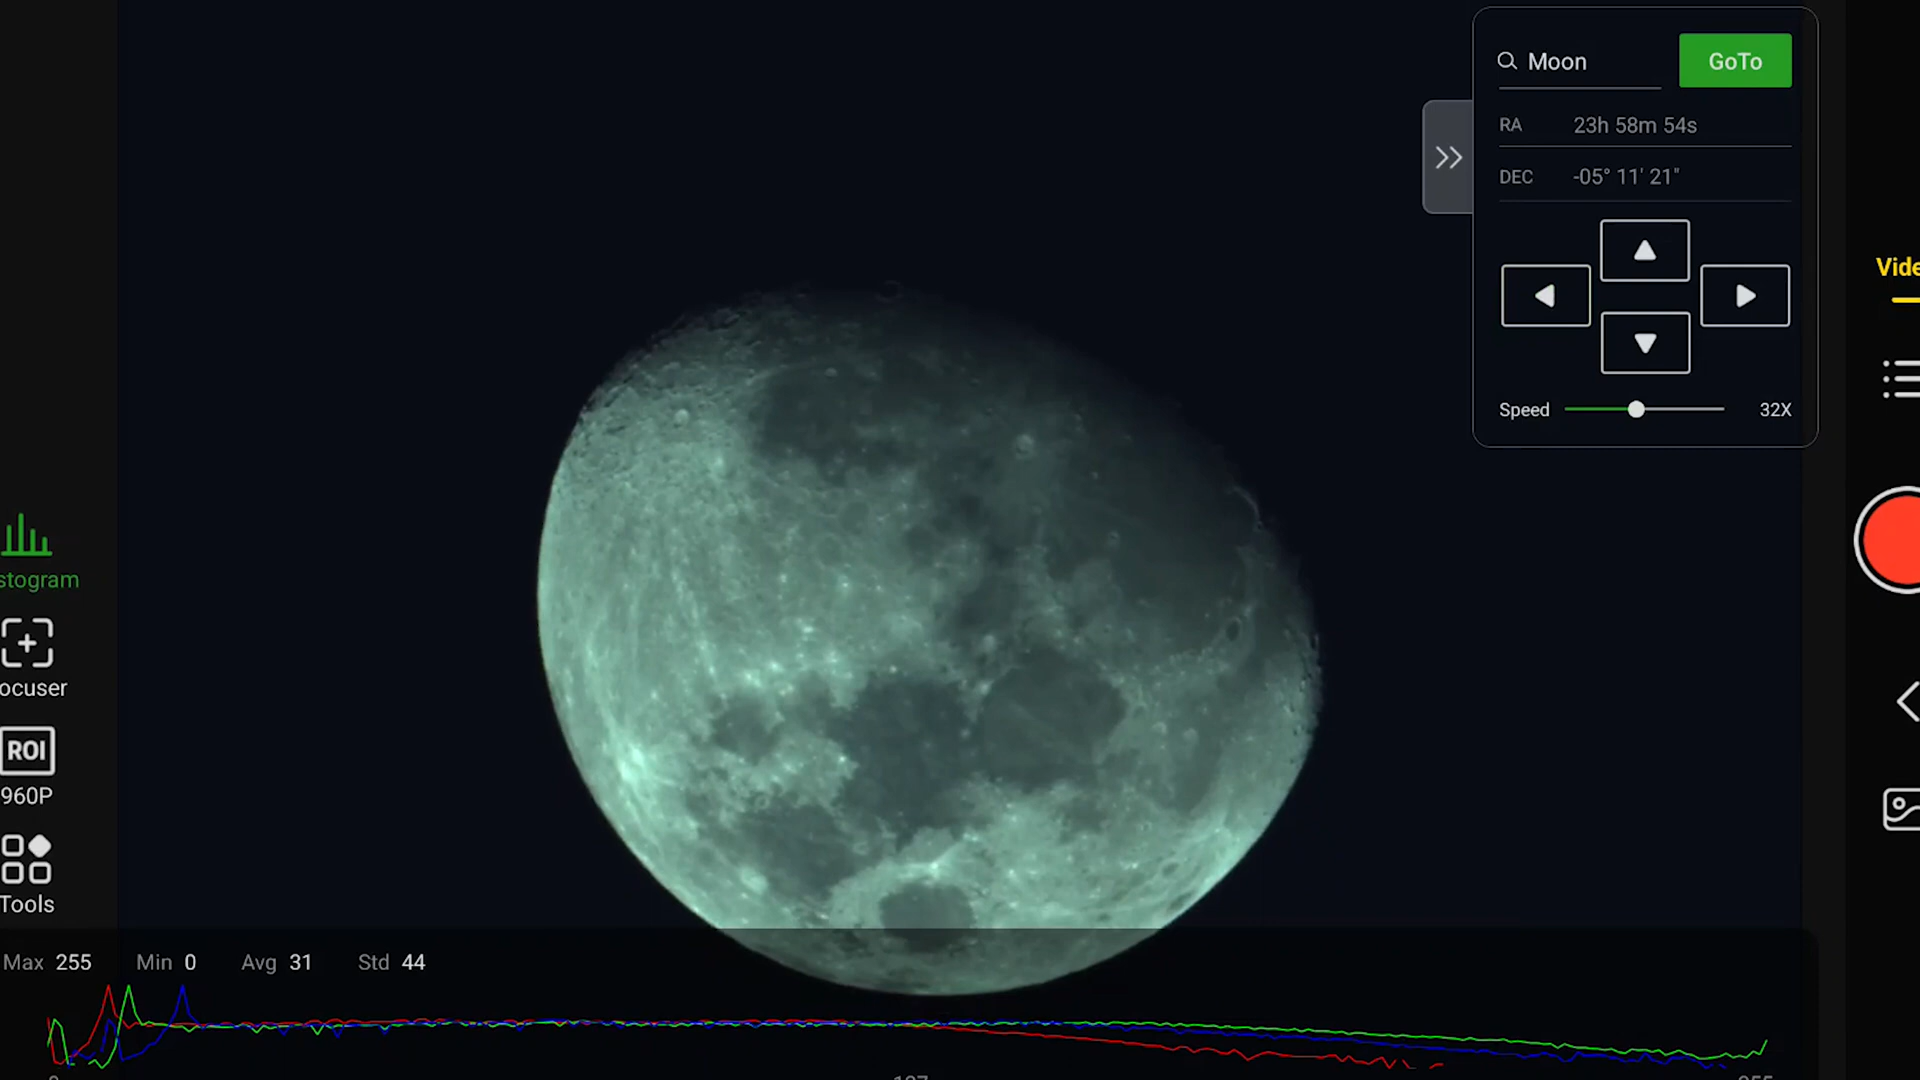 Moon
GoTo
RA 23h 58m 54s
DEC -05° 11' 21"
Speed 32X
Vide
stogram
ocuser
ROI
960P
Tools
Max 255 Min 0 Avg 31 Std 44